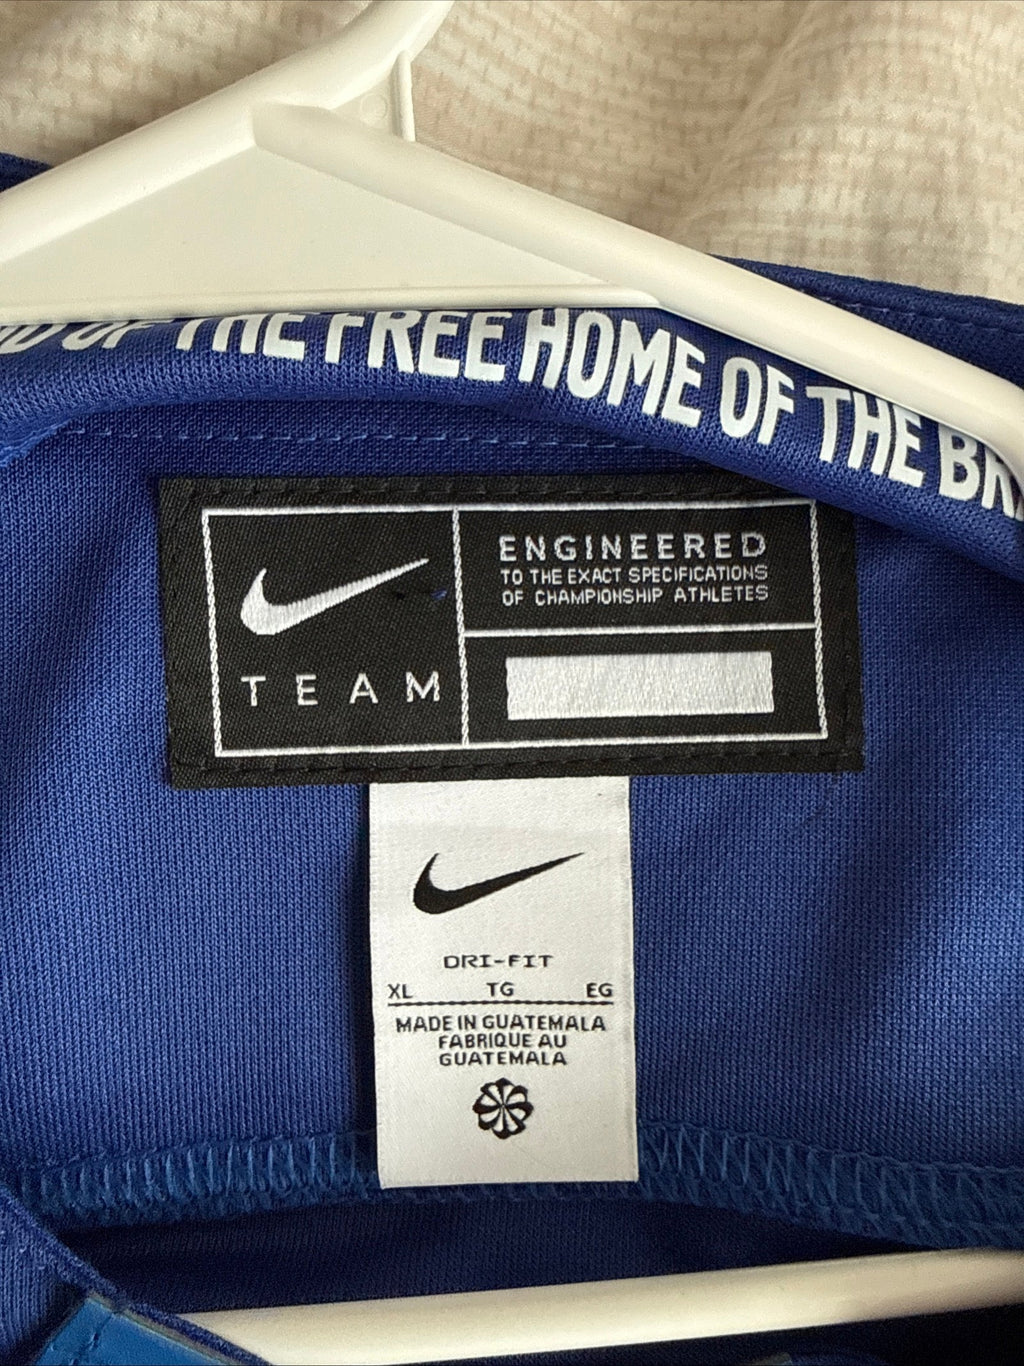 OF THE FREE HOME OF THE
ENGINEERED
TO THE EXACT SPECIFICATIONS
OF CHAMPIONSHIP ATHLETES
TEAM
DRI-FIT
XL TG EG
MADE IN GUATEMALA
FABRIQUE AU
GUATEMALA